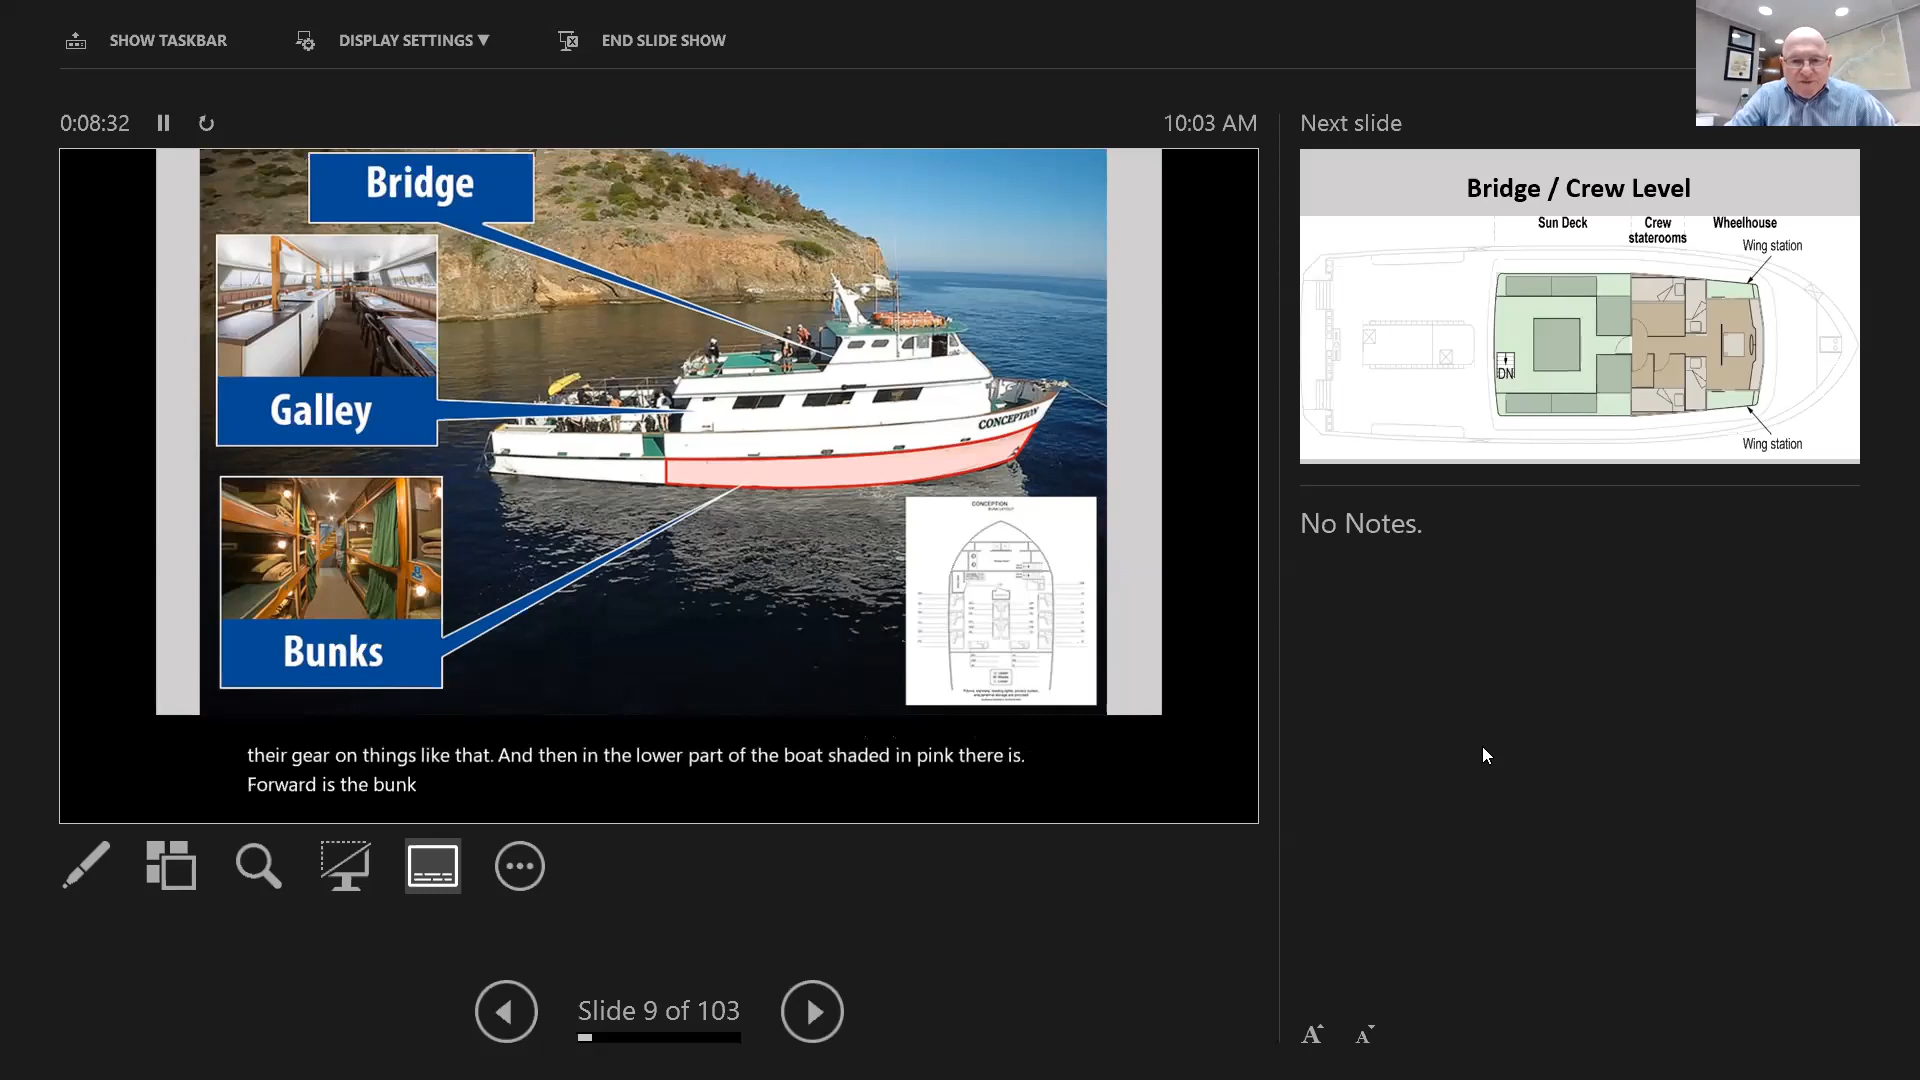 SHOW TASKBAR
DISPLAY SETTINGS ▼
END SLIDE SHOW
0:08:32
10:03 AM
Next slide
Bridge
Galley
Bunks
CONCEPTION
CONCEPTION
their gear on things like that. And then in the lower part of the boat shaded in pink there is.
Forward is the bunk
Bridge / Crew Level
Sun Deck
Crew
staterooms
Wheelhouse
Wing station
DN
Wing station
No Notes.
Slide 9 of 103
A A